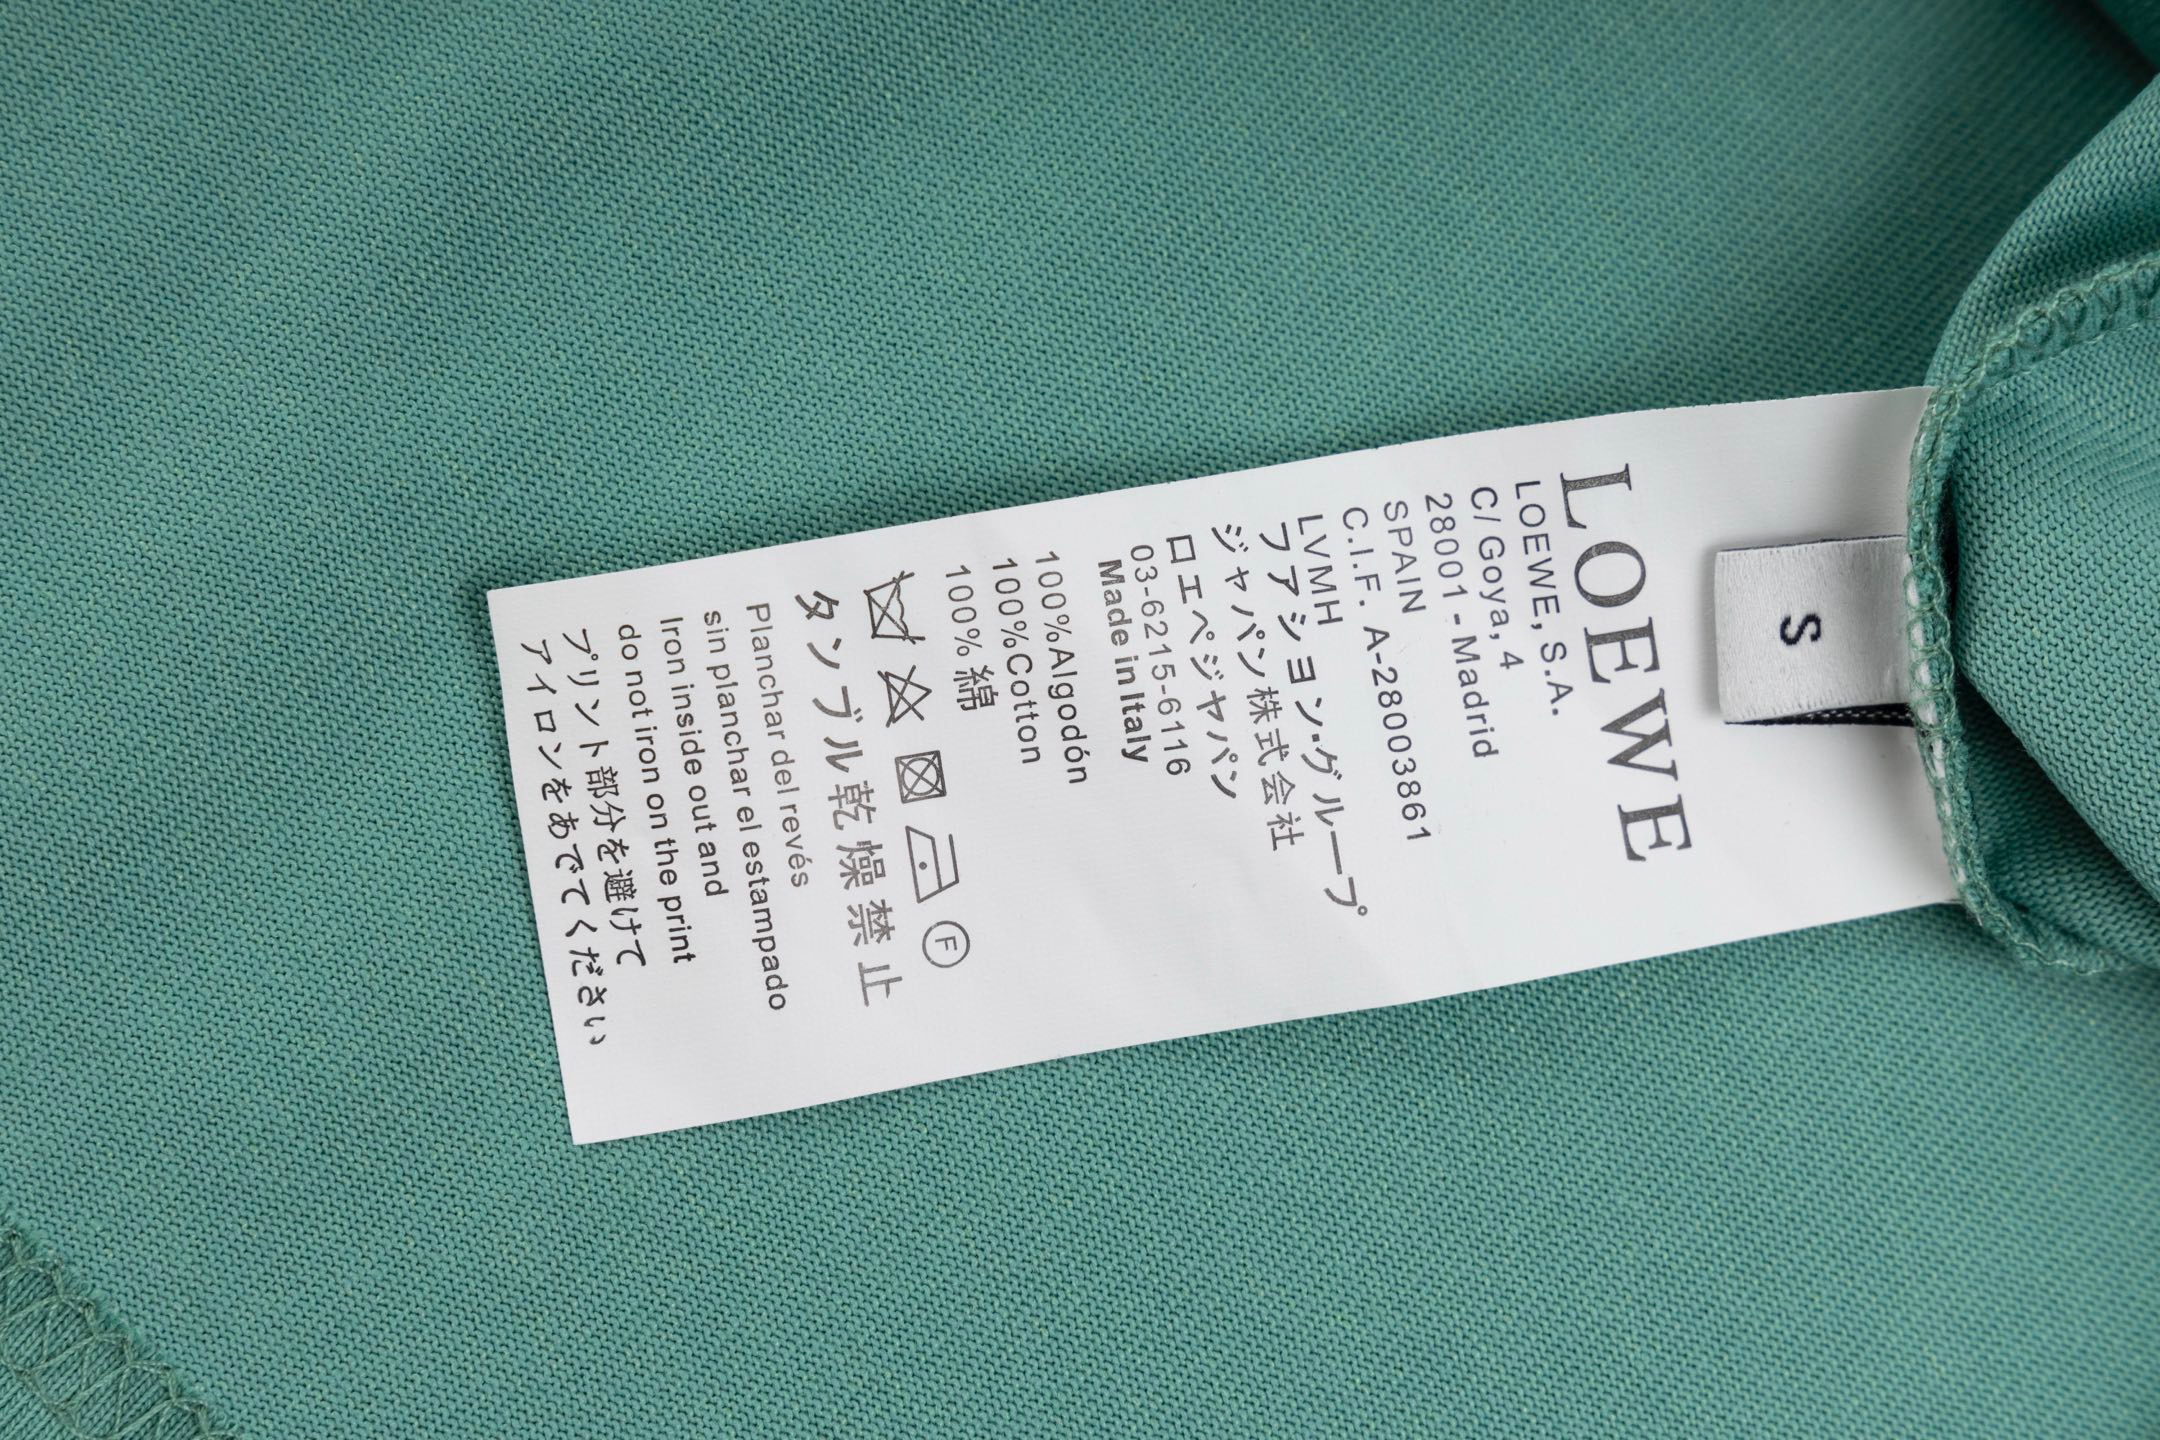 S
LOEWE
LOEWE, S.A.
C/ Goya, 4
28001 - Madrid
SPAIN
C.I.F. A-28003861
LVMH
ファション·グループ
ジャパン株式会社
ロエベジャパン
03-6215-6116
Made in Italy
100%Algodón
100%Cotton
100%綿
F
タンブル乾燥禁止
Planchar del revés
sin planchar el estampado
Iron inside out and
do not iron on the print
プリント部分を避けて
アイロンをあでてください